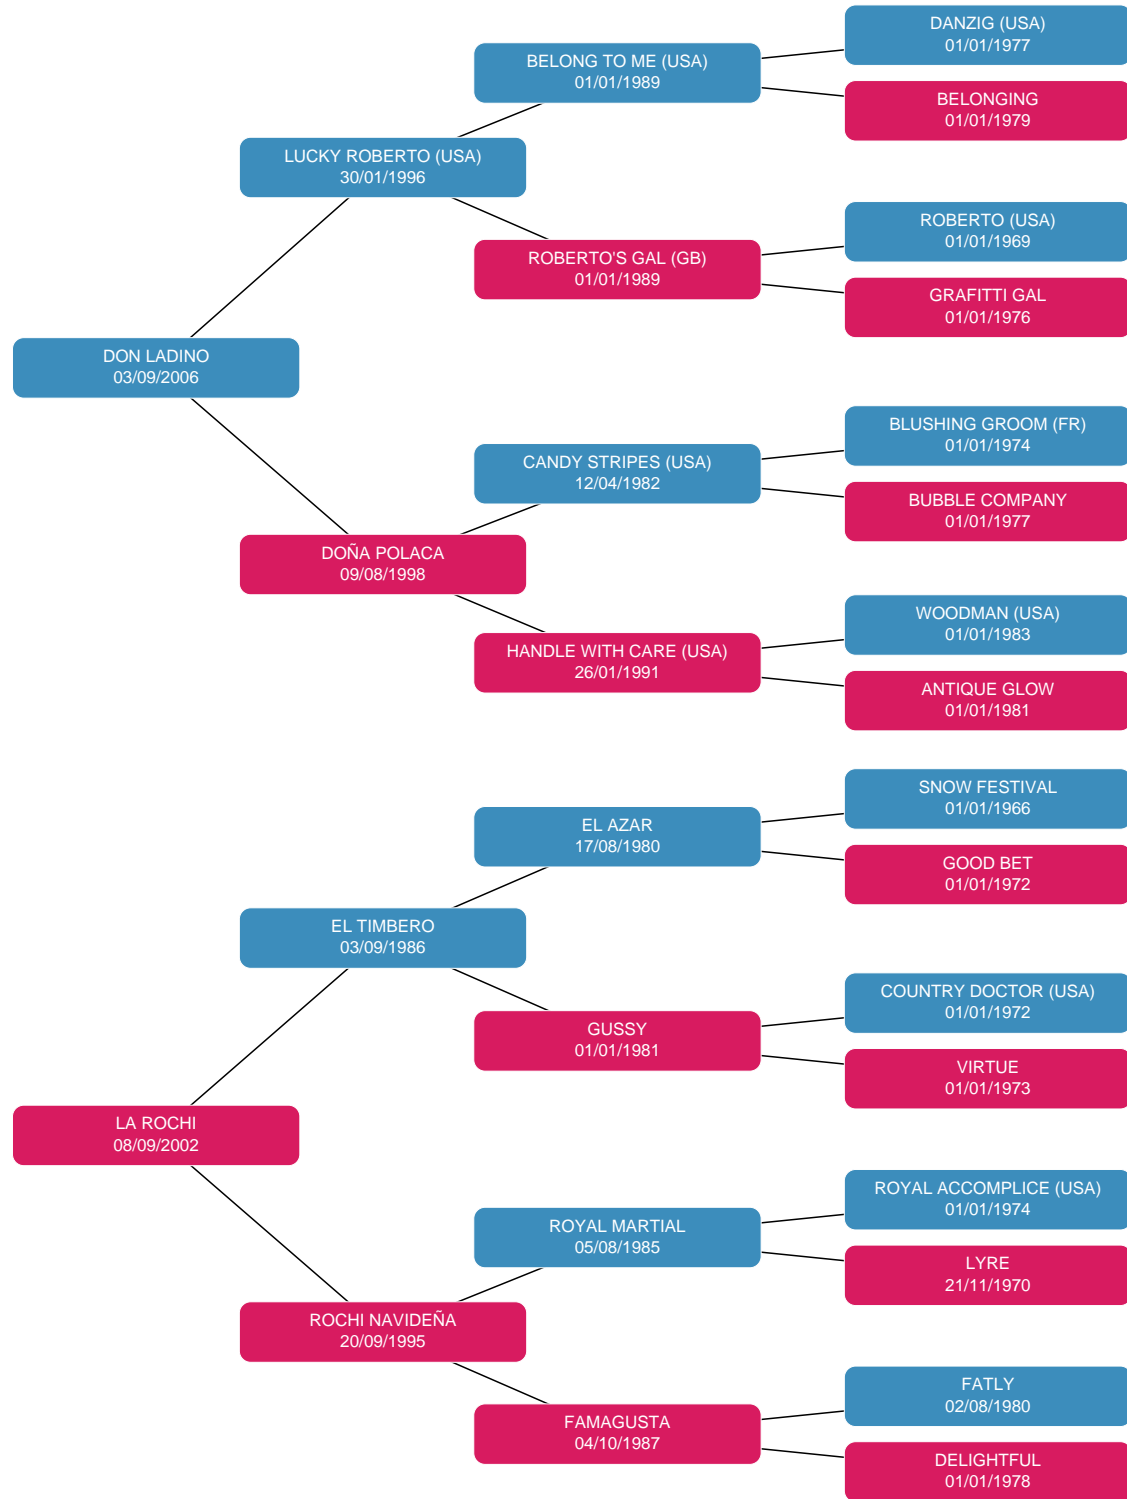 DANZIG (USA)
01/01/1977
BELONG TO ME (USA)
01/01/1989
BELONGING
01/01/1979
LUCKY ROBERTO (USA)
30/01/1996
ROBERTO (USA)
01/01/1969
ROBERTO'S GAL (GB)
01/01/1989
GRAFITTI GAL
01/01/1976
DON LADINO
03/09/2006
BLUSHING GROOM (FR)
01/01/1974
CANDY STRIPES (USA)
12/04/1982
BUBBLE COMPANY
01/01/1977
DOÑA POLACA
09/08/1998
WOODMAN (USA)
01/01/1983
HANDLE WITH CARE (USA)
26/01/1991
ANTIQUE GLOW
01/01/1981
SNOW FESTIVAL
01/01/1966
EL AZAR
17/08/1980
GOOD BET
01/01/1972
EL TIMBERO
03/09/1986
COUNTRY DOCTOR (USA)
01/01/1972
GUSSY
01/01/1981
VIRTUE
01/01/1973
LA ROCHI
08/09/2002
ROYAL ACCOMPLICE (USA)
01/01/1974
ROYAL MARTIAL
05/08/1985
LYRE
21/11/1970
ROCHI NAVIDEÑA
20/09/1995
FATLY
02/08/1980
FAMAGUSTA
04/10/1987
DELIGHTFUL
01/01/1978